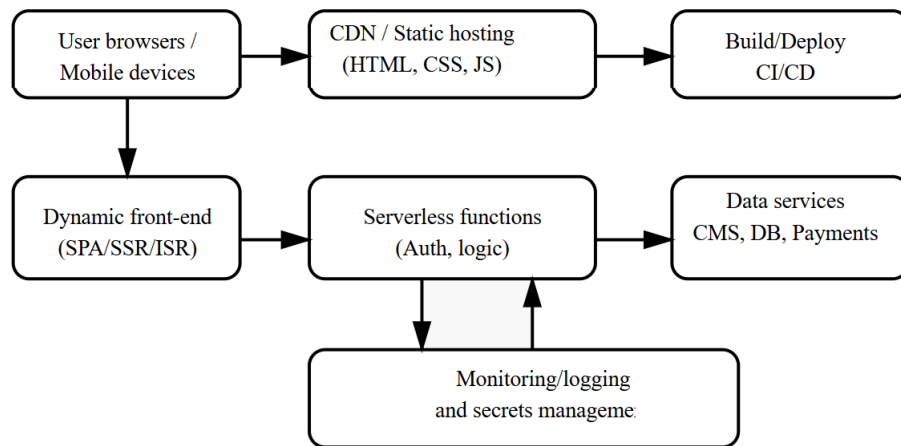 User browsers /
Mobile devices
CDN / Static hosting
(HTML, CSS, JS)
Build/Deploy
CI/CD
Dynamic front-end
(SPA/SSR/ISR)
Serverless functions
(Auth, logic)
Data services
CMS, DB, Payments
Monitoring/logging
and secrets manageme